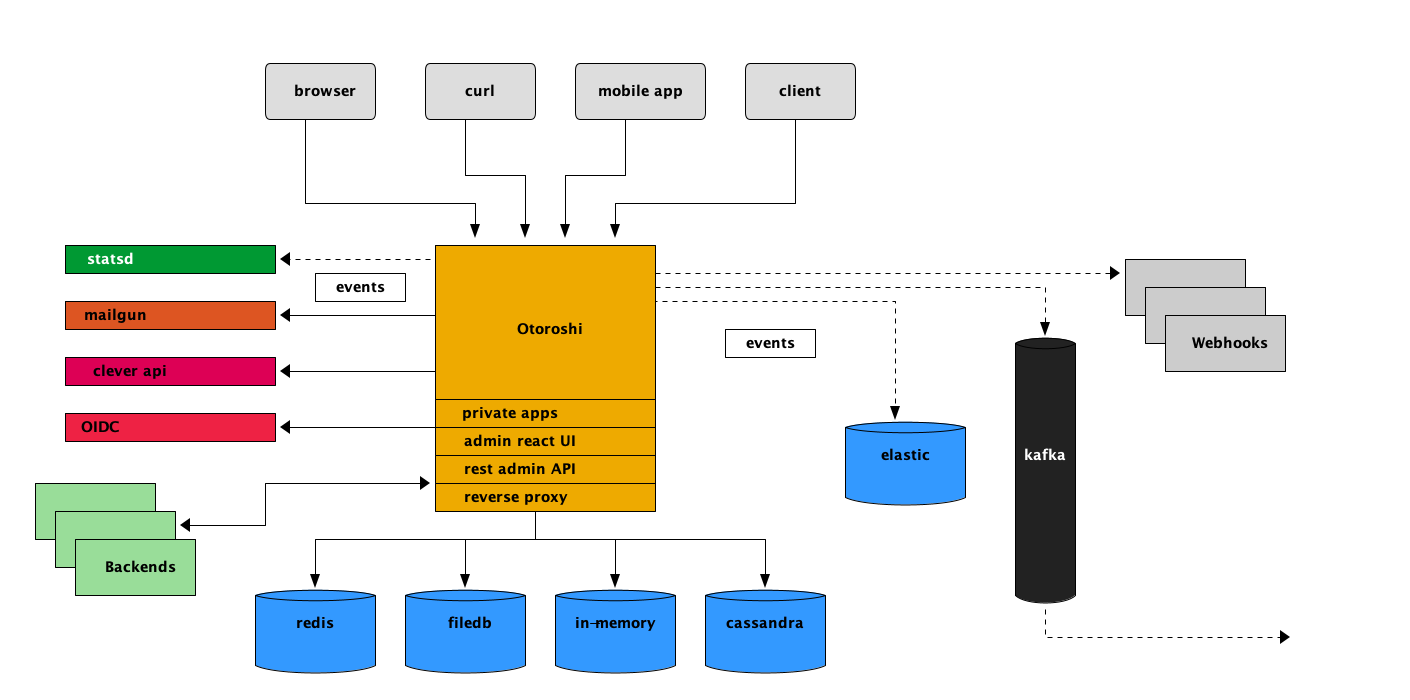 browser
curl
mobile app
client
statsd
events
mailgun
Otoroshi
events
Webhooks
clever api
private apps
OIDC
admin react UI
elastic
kafka
rest admin API
reverse proxy
Backends
redis
filedb
in-memory
cassandra